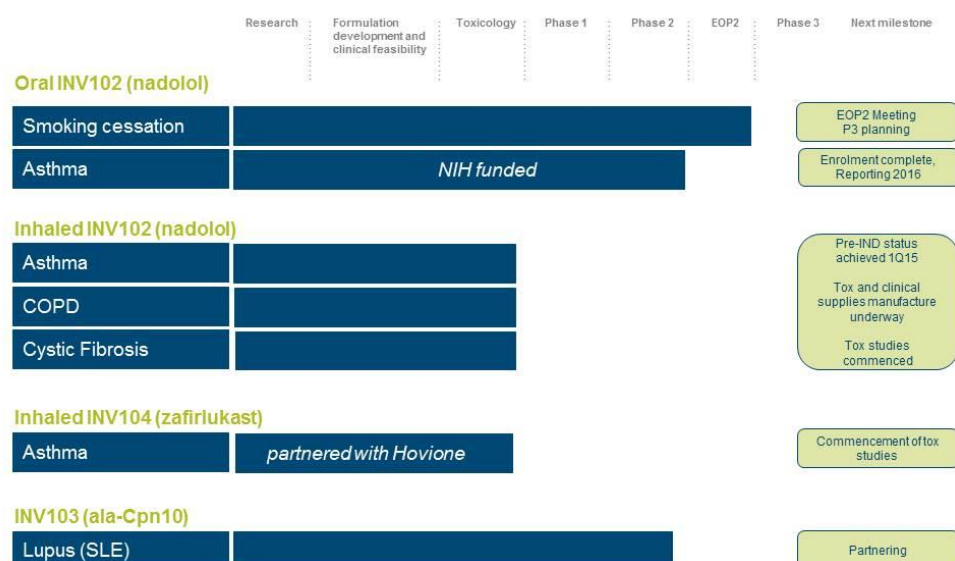 Research
Formulation
development and
clinical feasibility
Toxicology
Phase 1
Phase 2
EOP2
Phase 3
Next milestone
Oral INV102 (nadolol)
Smoking cessation
EOP2 Meeting
P3 planning
Asthma
NIH funded
Enrolment complete,
Reporting 2016
Inhaled INV102 (nadolol)
Asthma
COPD
Cystic Fibrosis
Pre-IND status
achieved 1Q15
Tox and clinical
supplies manufacture
underway
Tox studies
commenced
Inhaled INV104 (zafirlukast)
Asthma
partnered with Hovione
Commencement of tox
studies
INV103 (ala-Cpn10)
Lupus (SLE)
Partnering